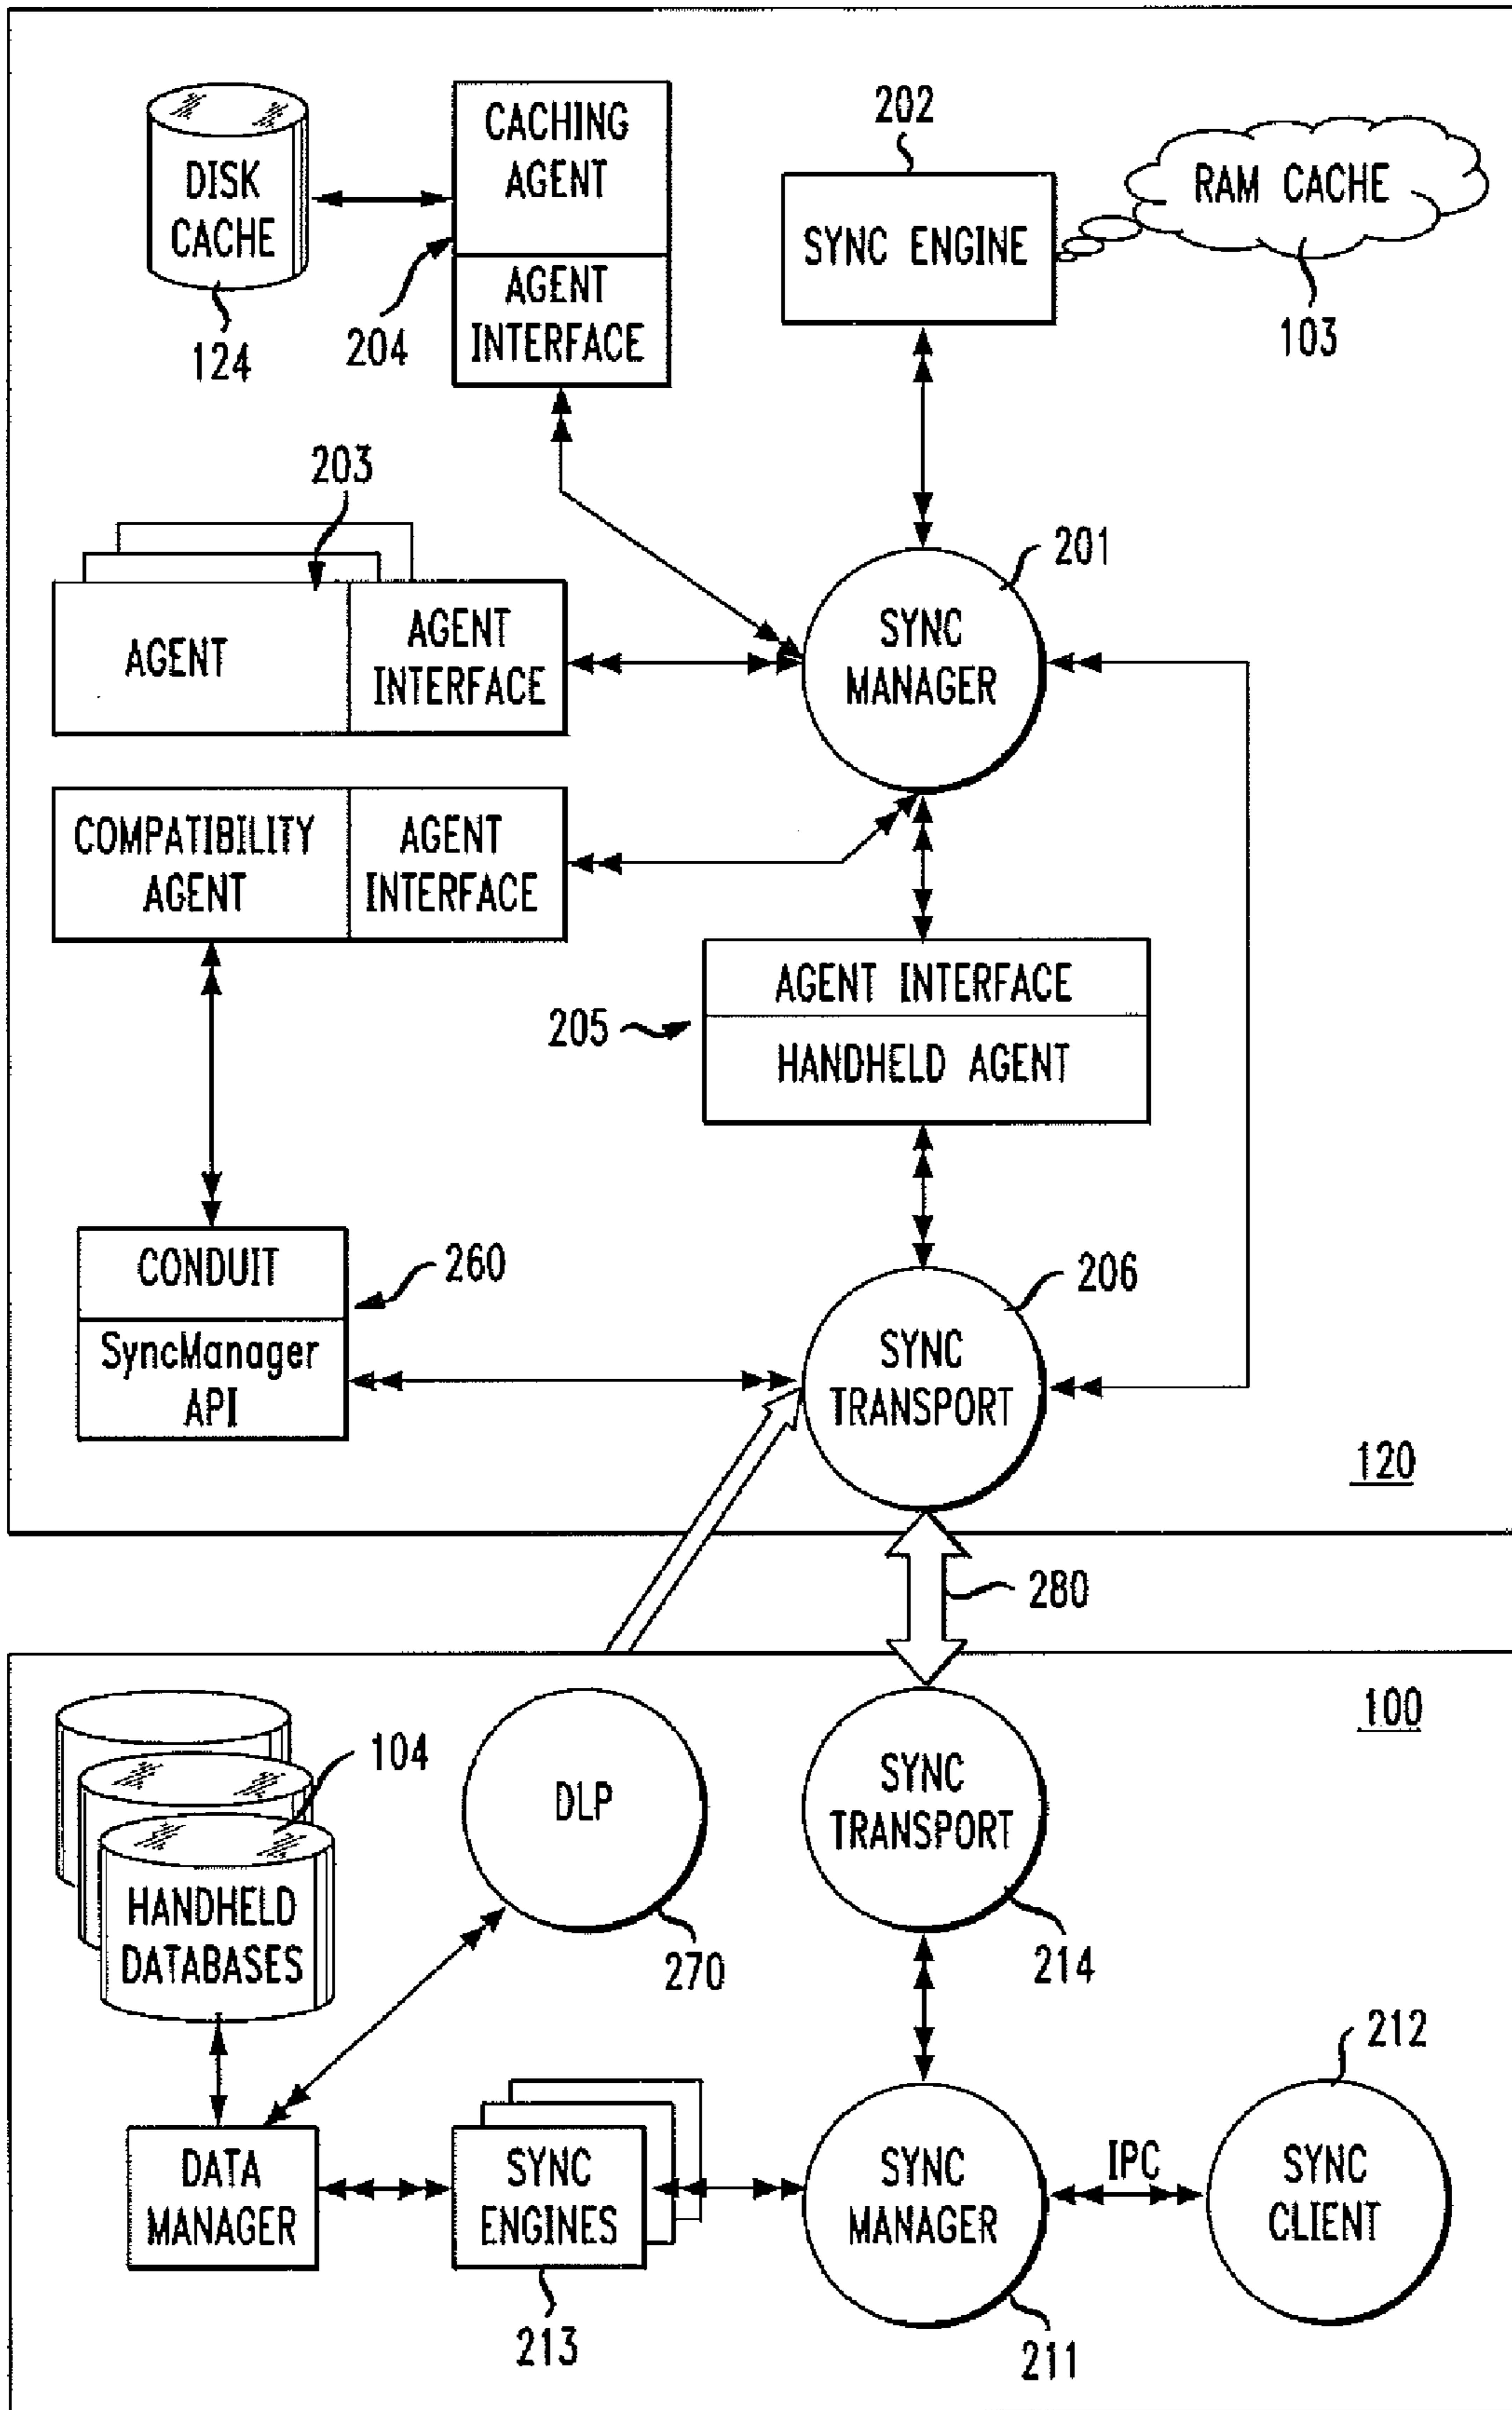 CACHING
AGENT
202
DISK
CACHE
RAM CACHE
SYNC ENGINE
AGENT
INTERFACE
124
204
103
203
201
AGENT
AGENT
INTERFACE
SYNC
MANAGER
COMPATIBILITY
AGENT
AGENT
INTERFACE
AGENT INTERFACE
205
HANDHELD AGENT
CONDUIT
260
206
SyncManager
API
SYNC
TRANSPORT
120
280
100
104
DLP
SYNC
TRANSPORT
HANDHELD
DATABASES
270
214
212
DATA
MANAGER
SYNC
ENGINES
SYNC
MANAGER
IPC
SYNC
CLIENT
213
211